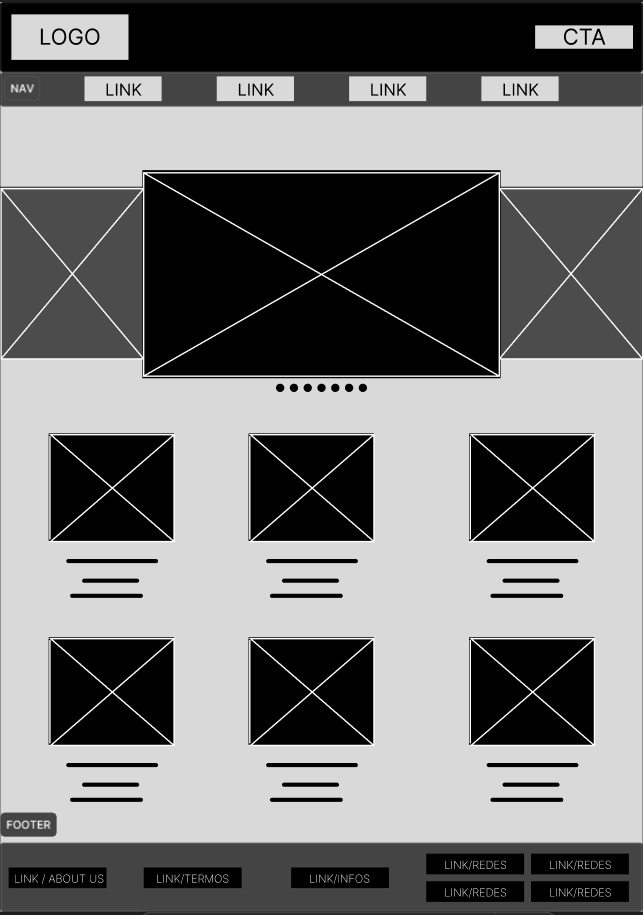 LOGO
CTA
NAV
LINK
LINK
LINK
LINK
FOOTER
LINK / ABOUT US
LINK/TERMOS
LINK/INFOS
LINK/REDES
LINK/REDES
LINK/REDES
LINK/REDES